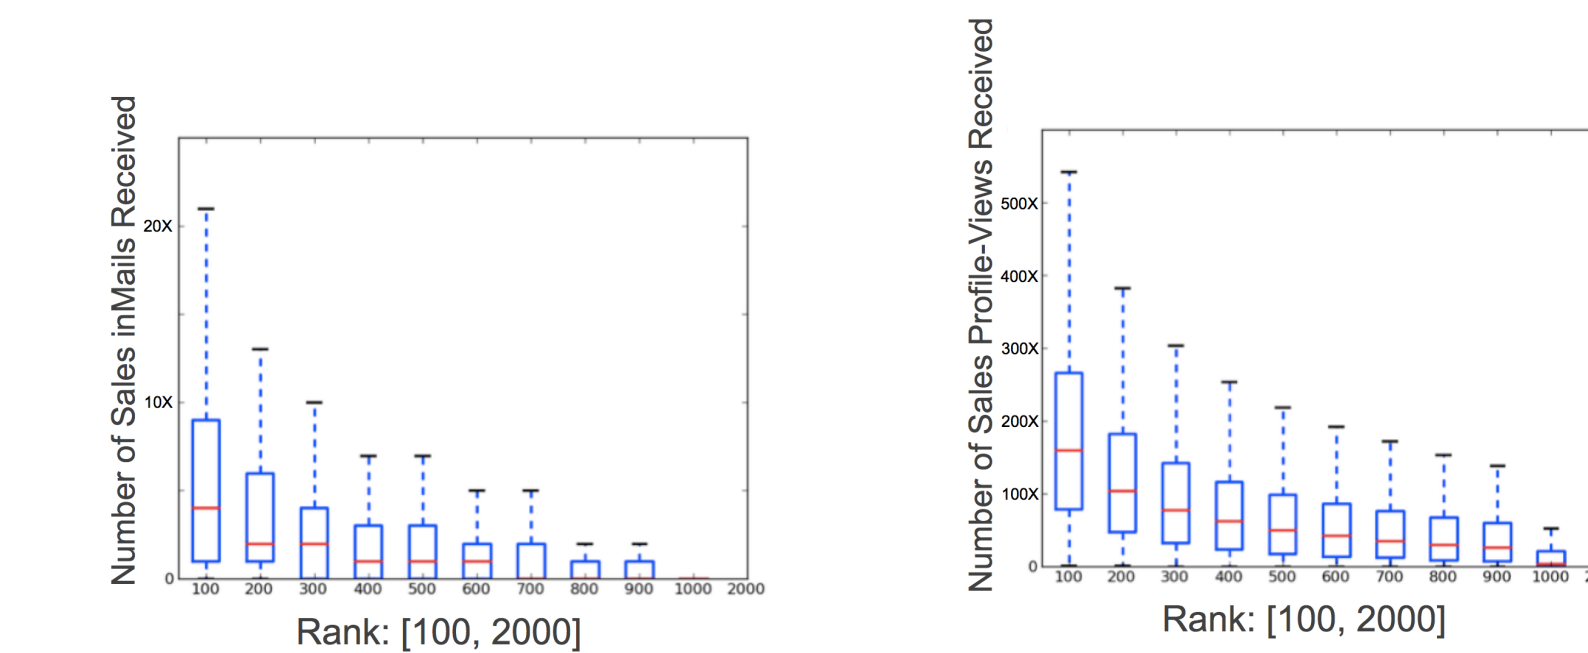 Number of Sales inMails Received
20X
10X
0
100 200 300 400 500 600 700 800 900 1000 2000
Rank: [100, 2000]
Number of Sales Profile-Views Received
500X
400X
300X
200X
100X
0
100 200 300 400 500 600 700 800 900 1000
Rank: [100, 2000]